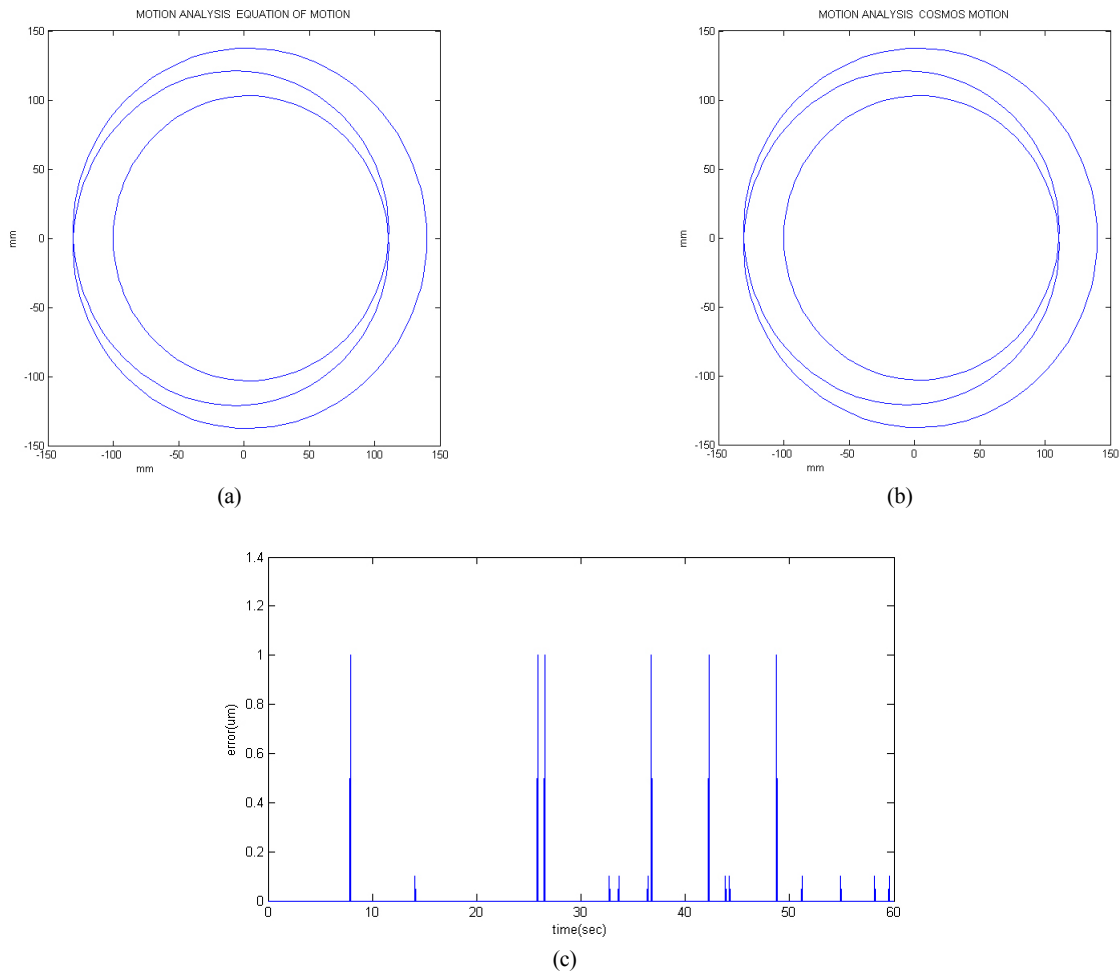 MOTION ANALYSIS EQUATION OF MOTION
150
100
50
0
-50
-100
-150
mm
-150 -100 -50 0 50 100 150
mm
(a)
MOTION ANALYSIS COSMOS MOTION
150
100
50
0
-50
-100
-150
mm
-150 -100 -50 0 50 100 150
mm
(b)
1.4
1.2
1
0.8
0.6
0.4
0.2
0
error(um)
0 10 20 30 40 50 60
time(sec)
(c)